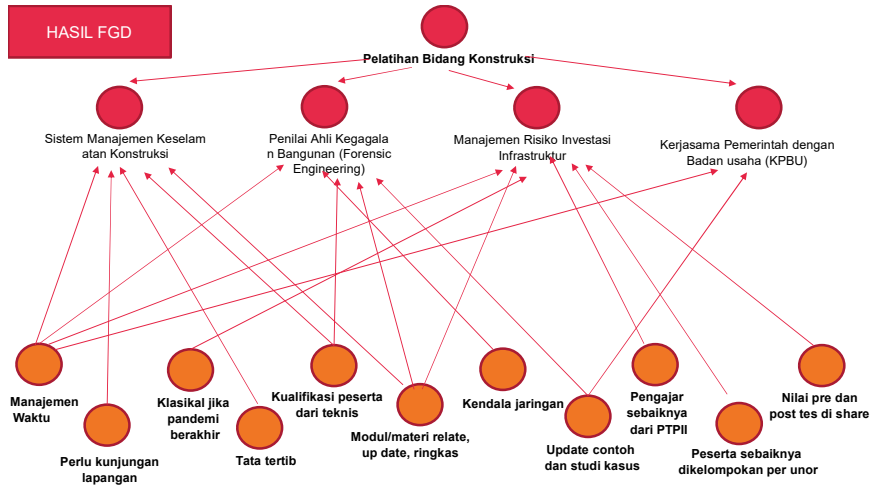 HASIL FGD
Pelatihan Bidang Konstruksi
Sistem Manajemen Keselam
atan Konstruksi
Penilai Ahli Kegagala
n Bangunan (Forensic
Engineering)
Manajemen Risiko Investasi
Infrastruktur
Kerjasama Pemerintah dengan
Badan usaha (KPBU)
Manajemen
Waktu
Perlu kunjungan
lapangan
Klasikal jika
pandemi
berakhir
Tata tertib
Kualifikasi peserta
dari teknis
Modul/materi relate,
up date, ringkas
Kendala jaringan
Update contoh
dan studi kasus
Pengajar
sebaiknya
dari PTPII
Peserta sebaiknya
dikelompokan per unor
Nilai pre dan
post tes di share